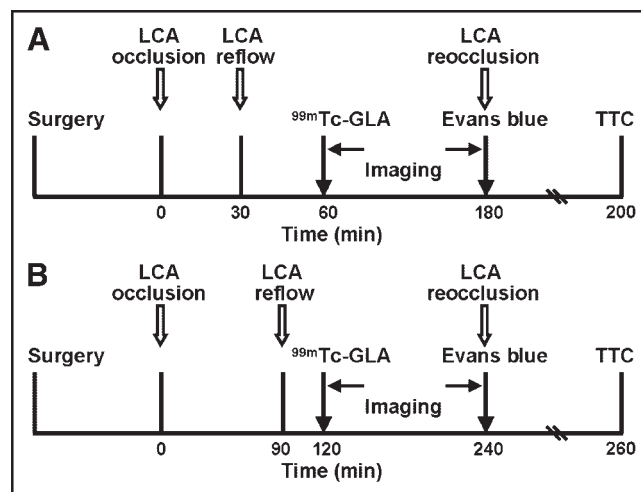 A
LCA LCA LCA
occlusion reflow reocclusion
Surgery 99mTc-GLA Evans blue TTC
Imaging
0 30 60 180 200
Time (min)
B
LCA LCA LCA
occlusion reflow reocclusion
Surgery 99mTc-GLA Evans blue TTC
Imaging
0 90 120 240 260
Time (min)